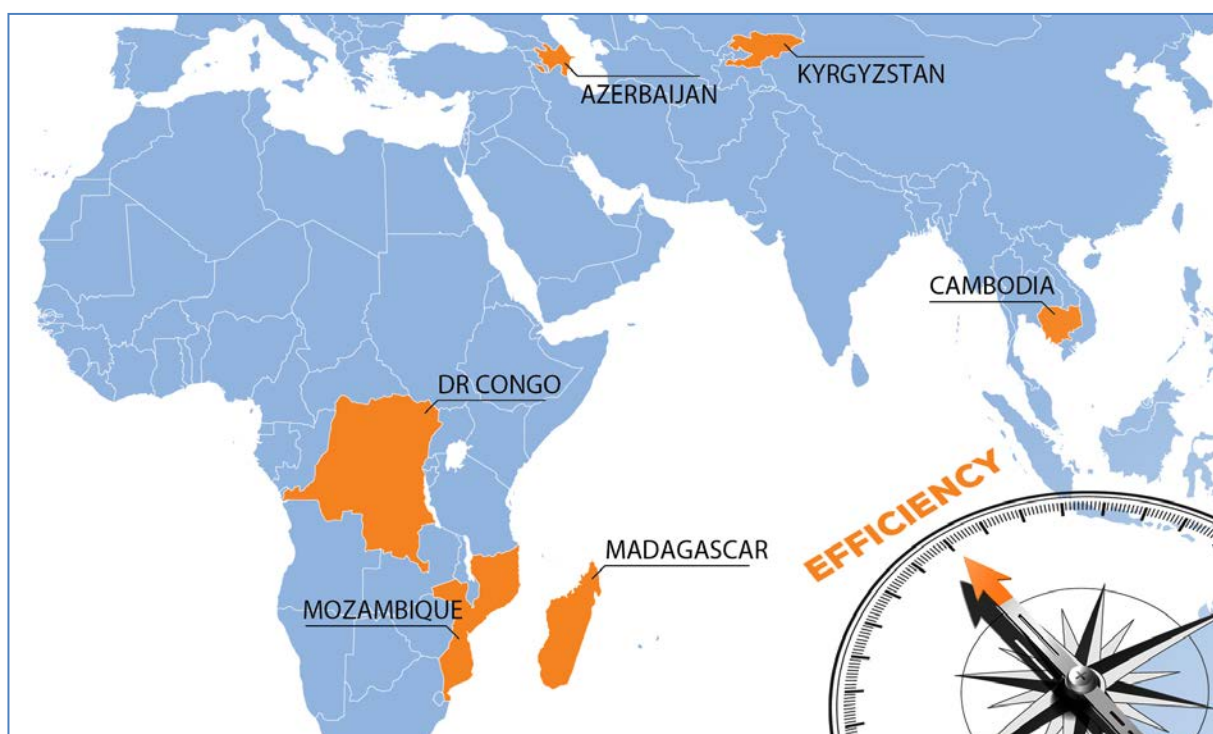 KYRGYZSTAN
AZERBAIJAN
CAMBODIA
DR CONGO
EFFICIENCY
MADAGASCAR
MOZAMBIQUE